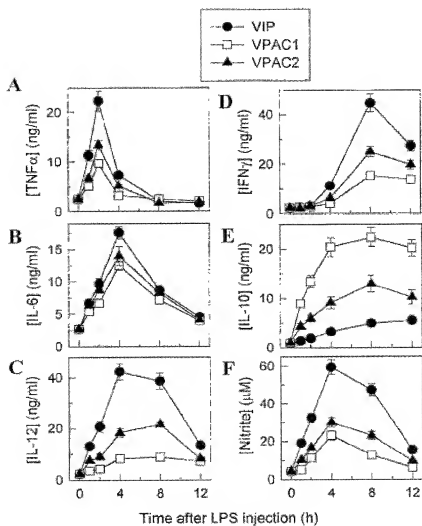 VIP
VPAC1
VPAC2
A
[TNFα] (ng/ml)
20
10
0
B
[IL-6] (ng/ml)
15
10
5
0
C
[IL-12] (ng/ml)
40
20
0
0 4 8 12
D
[IFNγ] (ng/ml)
40
20
0
E
[IL-10] (ng/ml)
20
10
0
F
[Nitrite] (μM)
60
40
20
0
0 4 8 12
Time after LPS injection (h)